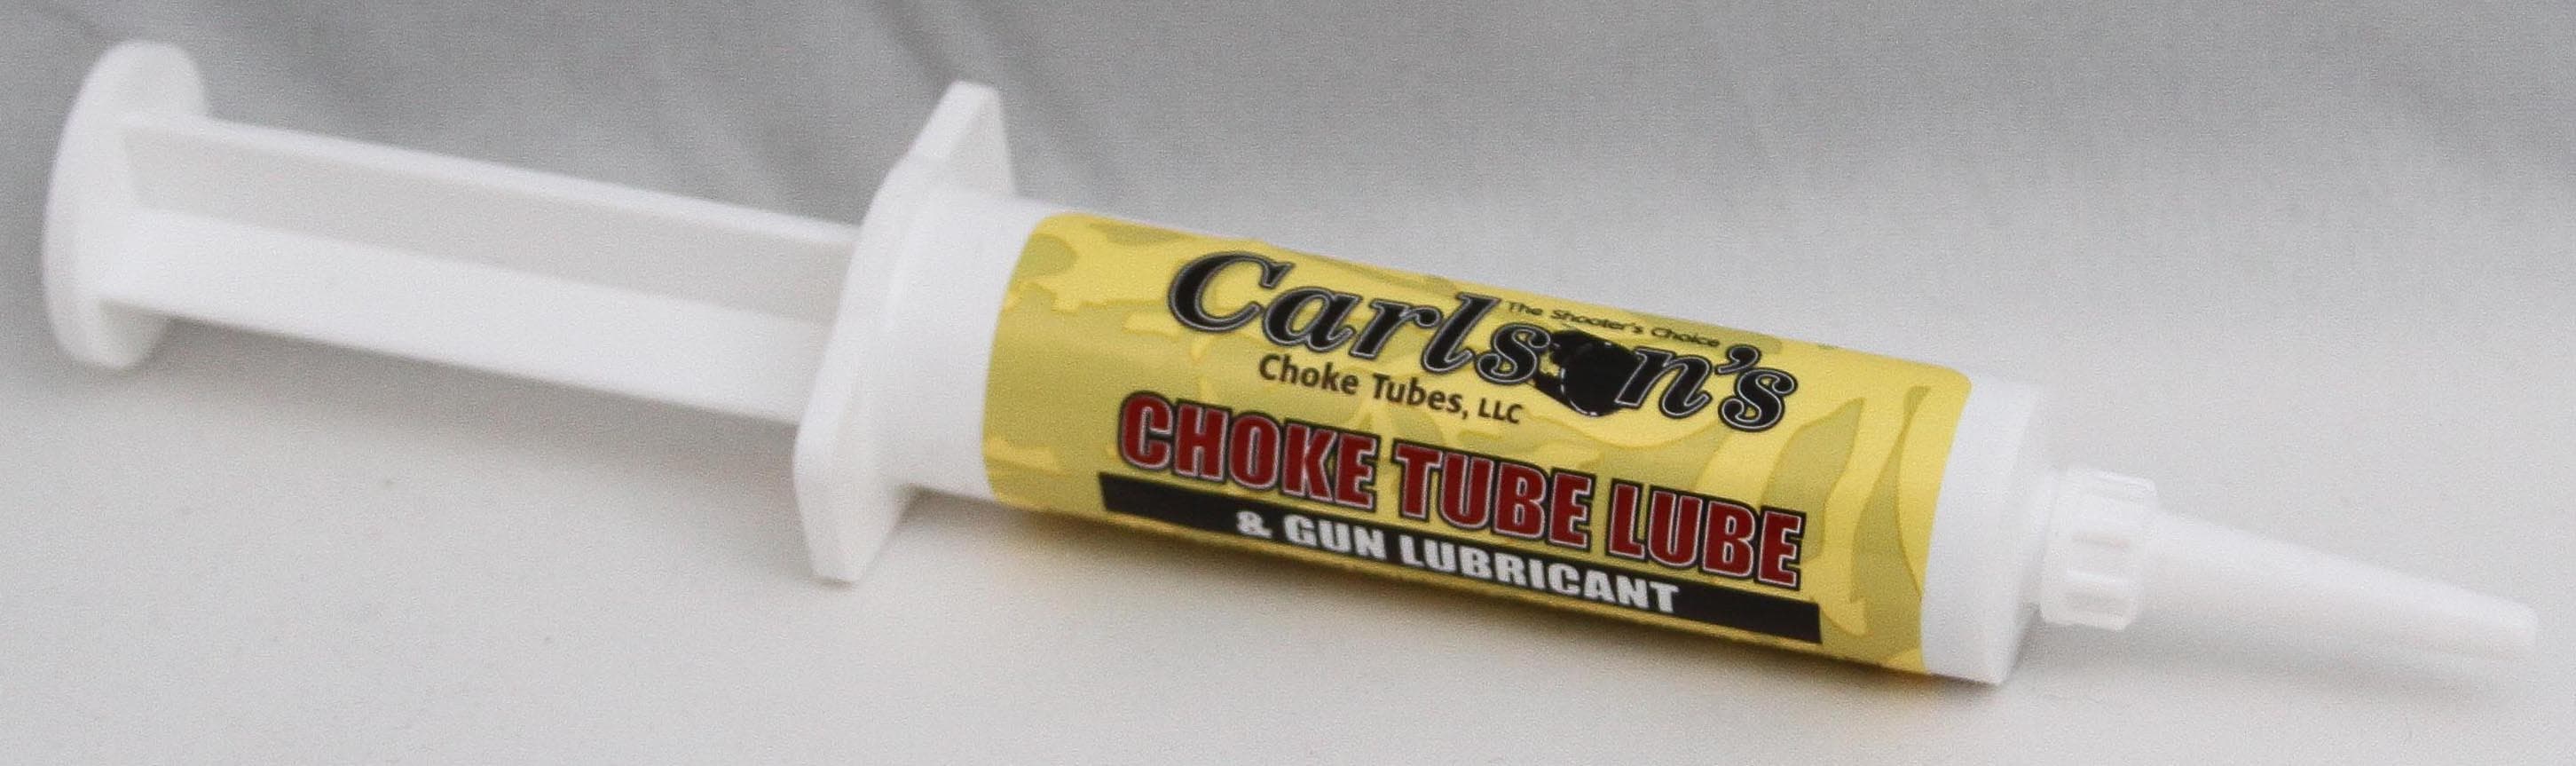 The Shooter's Choice
Carlson's
Choke Tubes, LLC
CHOKE TUBE LUBE
& GUN LUBRICANT